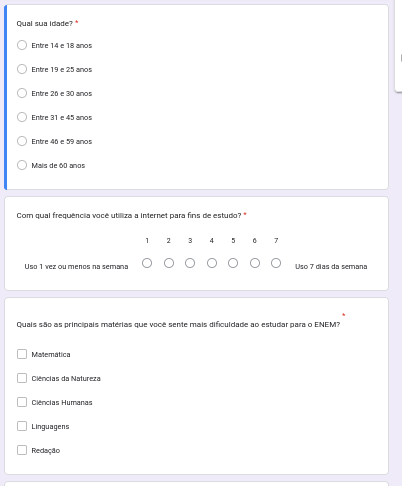 Qual sua idade? *
Entre 14 e 18 anos
Entre 19 e 25 anos
Entre 26 e 30 anos
Entre 31 e 45 anos
Entre 46 e 59 anos
Mais de 60 anos
Com qual frequência você utiliza a internet para fins de estudo? *
1 2 3 4 5 6 7
Uso 1 vez ou menos na semana Uso 7 dias da semana
Quais são as principais matérias que você sente mais dificuldade ao estudar para o ENEM? *
Matemática
Ciências da Natureza
Ciências Humanas
Linguagens
Redação